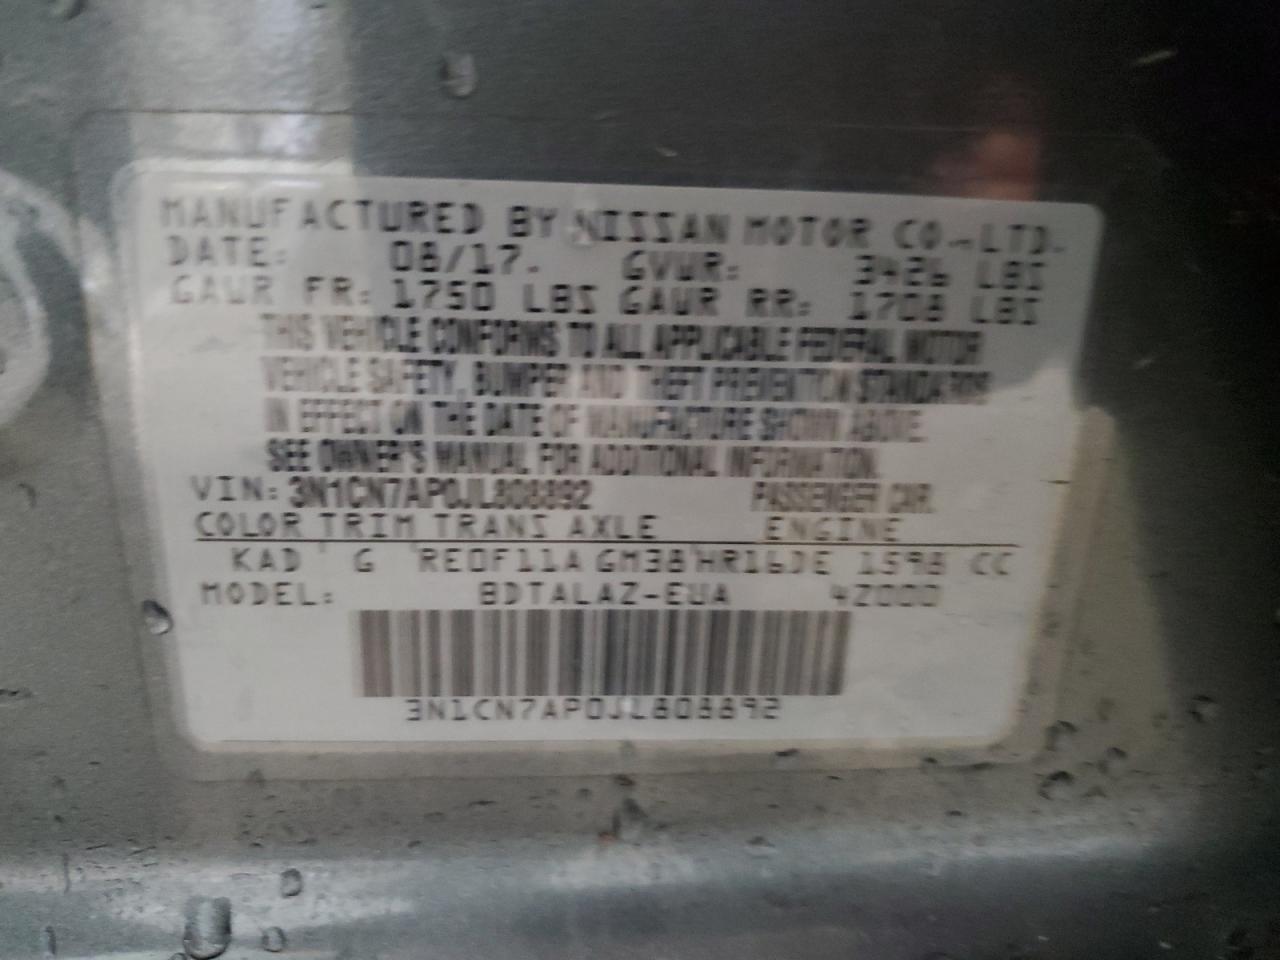 MANUFACTURED BY NISSAN MOTOR CO.,LTD.
DATE: 08/17. GVWR: 3426 LBS
GAWR FR: 1750 LBS GAWR RR: 1708 LBS
THIS VEHICLE CONFORMS TO ALL APPLICABLE FEDERAL MOTOR
VEHICLE SAFETY, BUMPER AND THEFT PREVENTION STANDARDS
IN EFFECT ON THE DATE OF MANUFACTURE SHOWN ABOVE.
SEE OWNER'S MANUAL FOR ADDITIONAL INFORMATION.
VIN: 3N1CN7AP0JL808892 PASSENGER CAR.
COLOR TRIM TRANS AXLE ENGINE
KAD G RE0F11A GM38 HR16DE 1598 CC
MODEL: BDTALAZ-EUA 42000
3N1CN7AP0JL808892